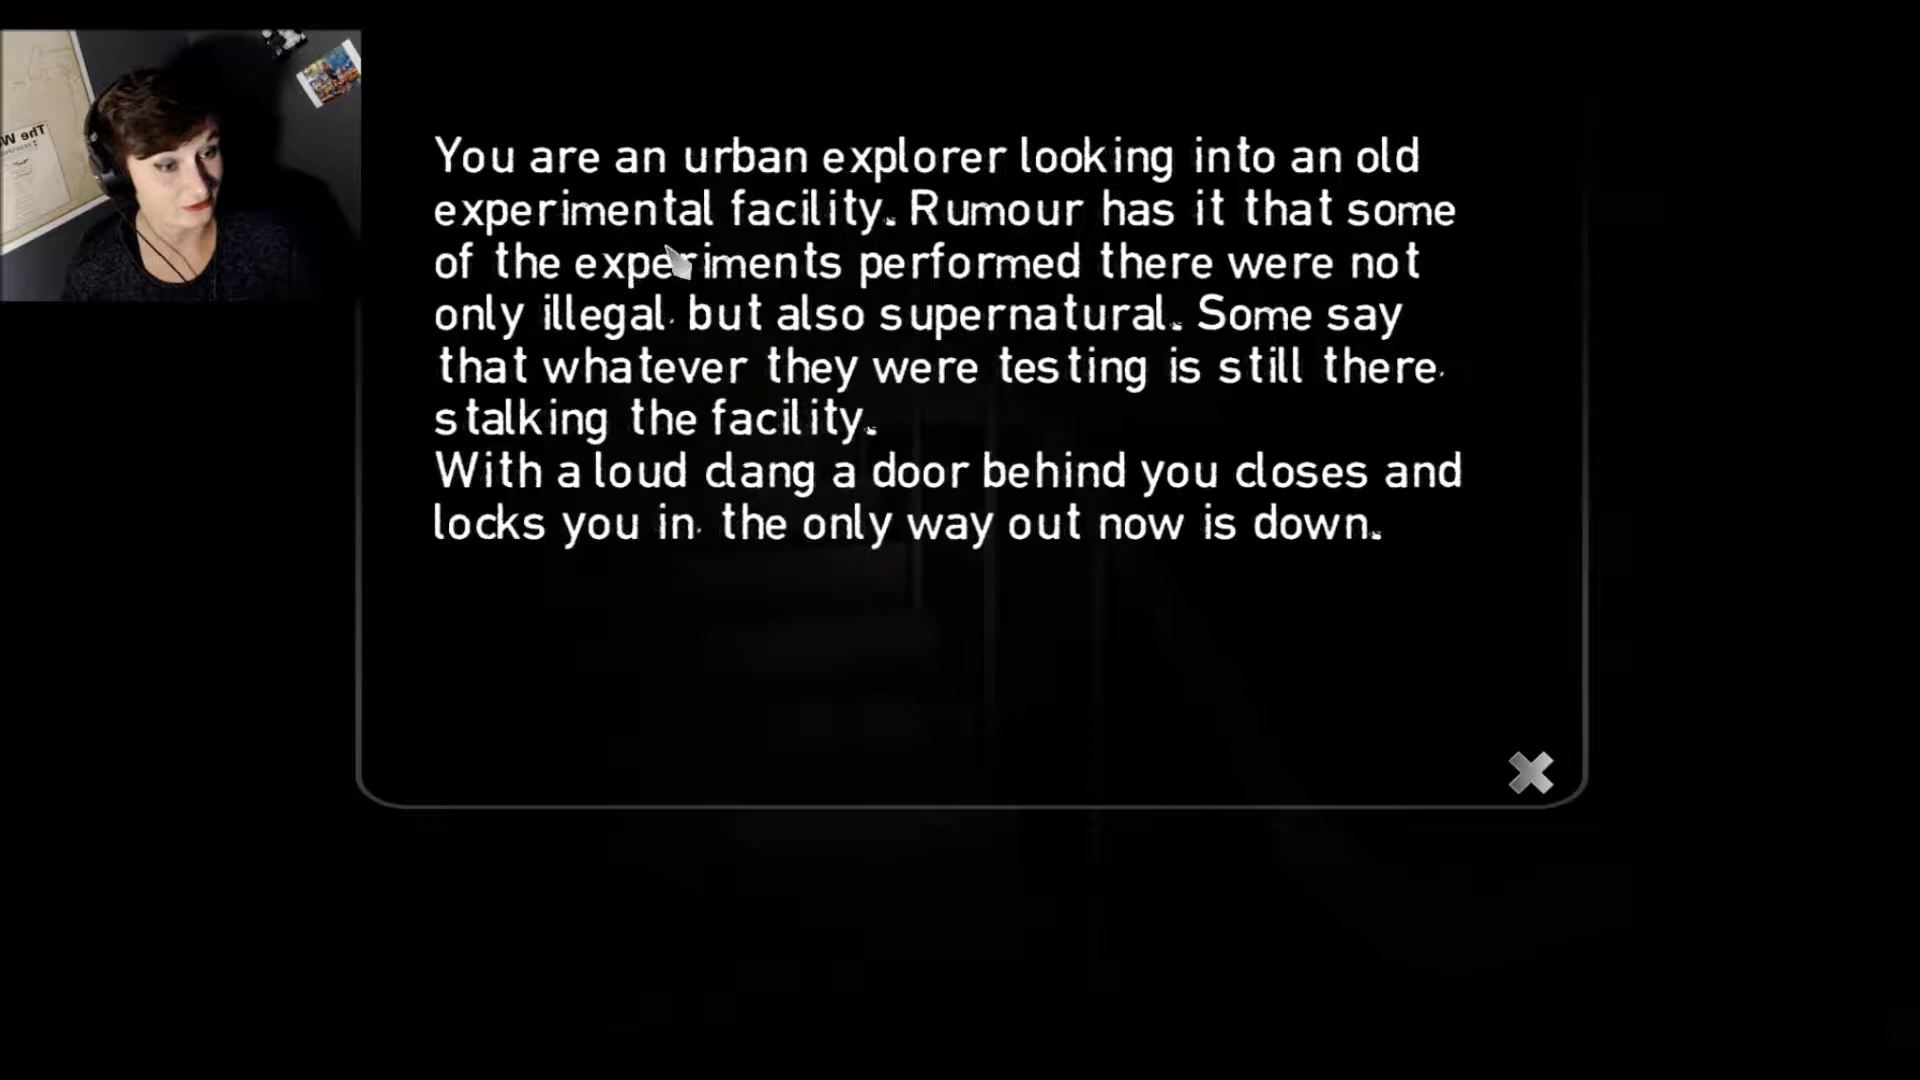 The W
You are an urban explorer looking into an old
experimental facility. Rumour has it that some
of the experiments performed there were not
only illegal, but also supernatural. Some say
that whatever they were testing is still there,
stalking the facility.
With a loud clang a door behind you closes and
locks you in, the only way out now is down.